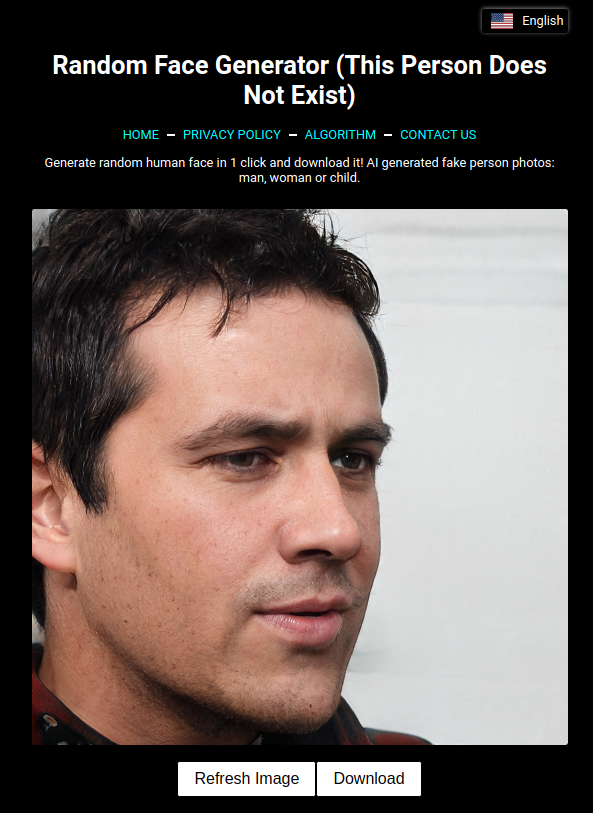 English
Random Face Generator (This Person Does
Not Exist)
HOME – PRIVACY POLICY – ALGORITHM – CONTACT US
Generate random human face in 1 click and download it! AI generated fake person photos:
man, woman or child.
Refresh Image Download